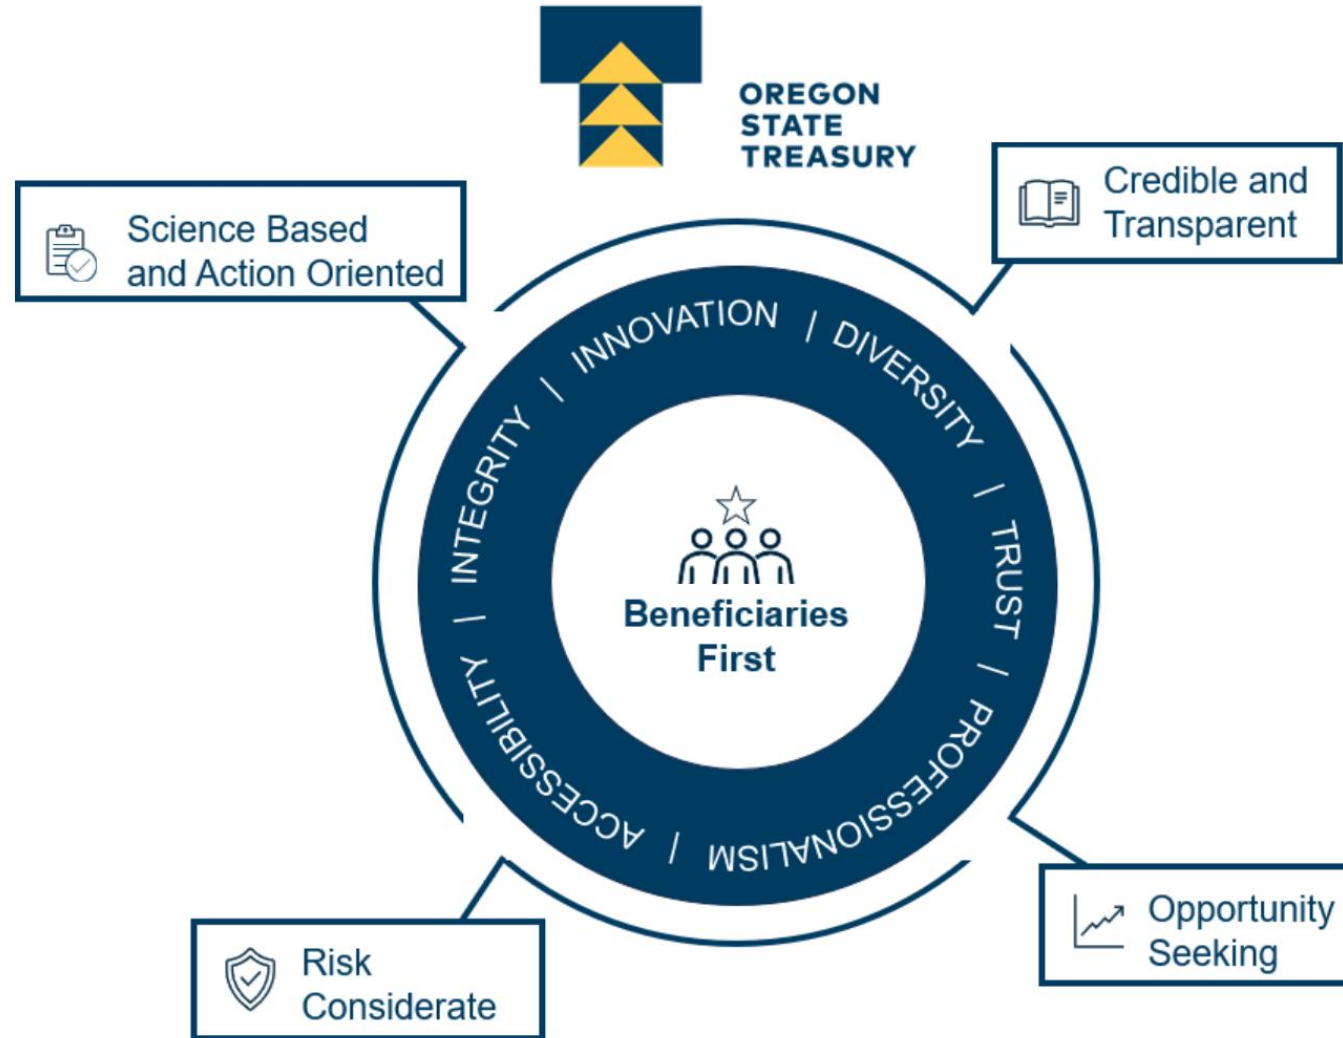 OREGON
STATE
TREASURY
Credible and
Transparent
Science Based
and Action Oriented
INTEGRITY | INNOVATION | DIVERSITY | TRUST | PROFESSIONALISM | ACCESSIBILITY |
Beneficiaries
First
Opportunity
Seeking
Risk
Considerate